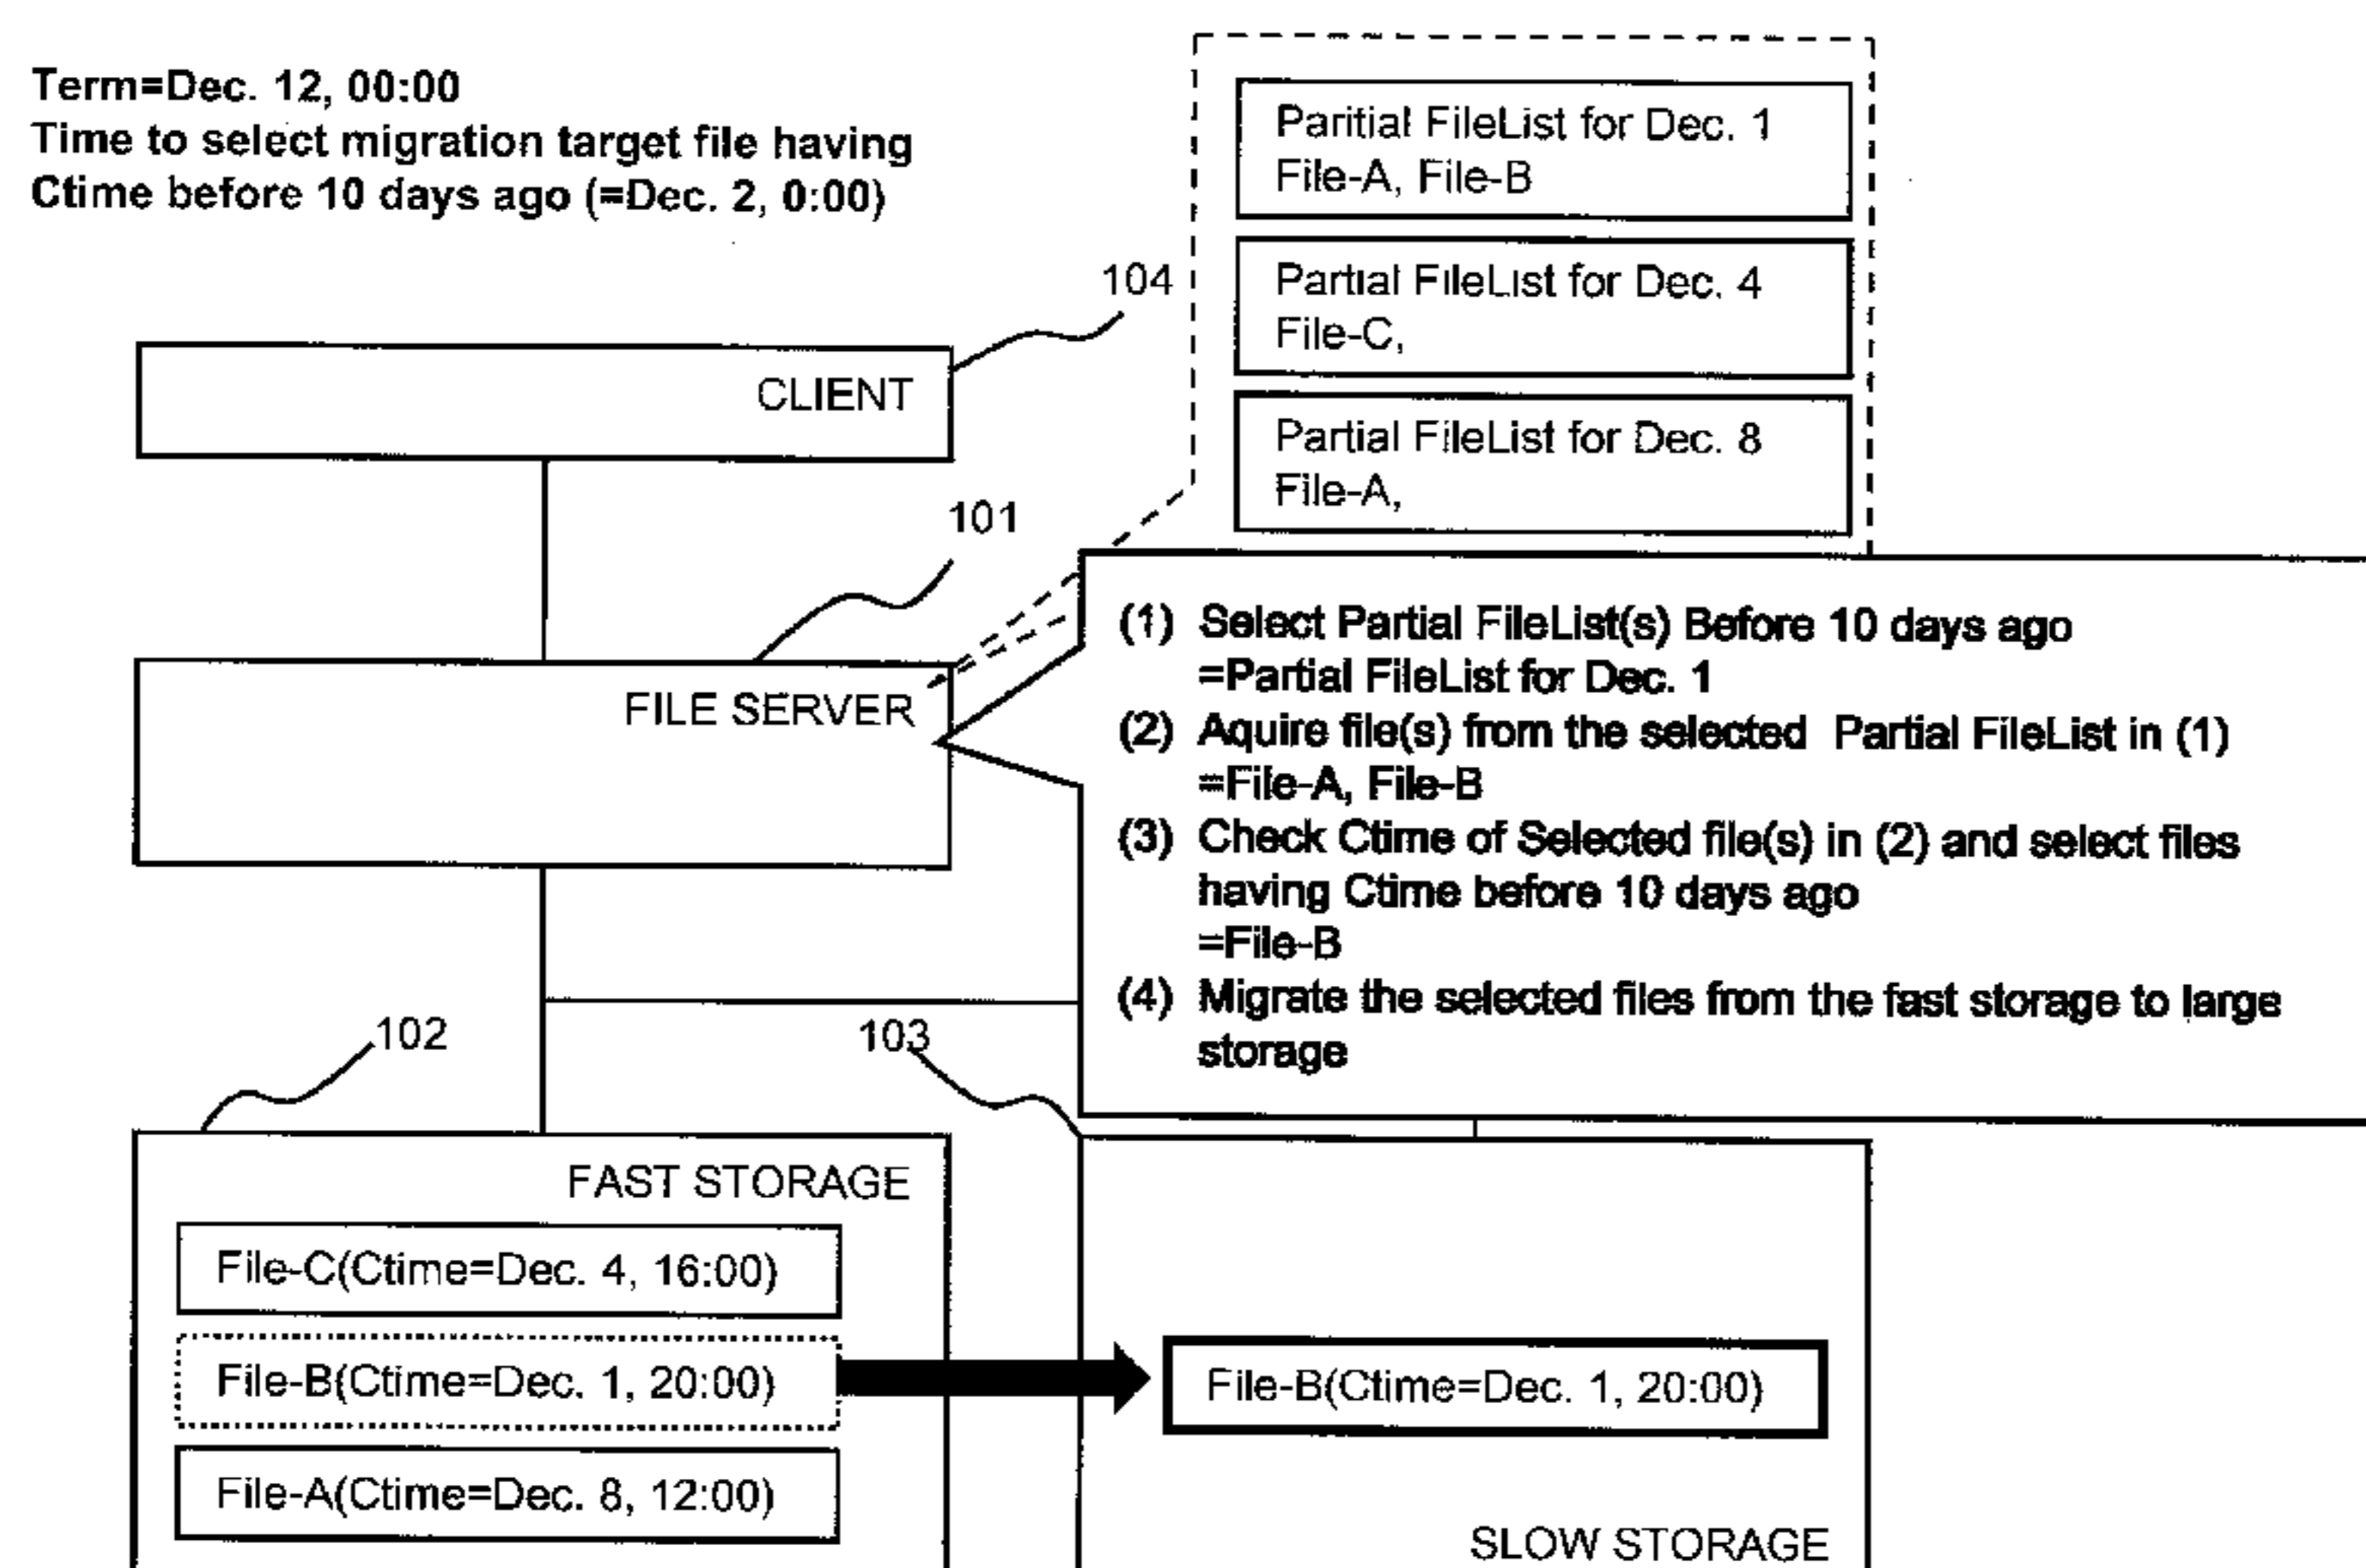 Term=Dec. 12, 00:00
Time to select migration target file having
Ctime before 10 days ago (=Dec. 2, 0:00)
Paritial FileList for Dec. 1
File-A, File-B
Partial FileList for Dec. 4
File-C,
Partial FileList for Dec. 8
File-A,
104
CLIENT
101
FILE SERVER
(1) Select Partial FileList(s) Before 10 days ago
=Partial FileList for Dec. 1
(2) Aquire file(s) from the selected Partial FileList in (1)
=File-A, File-B
(3) Check Ctime of Selected file(s) in (2) and select files
having Ctime before 10 days ago
=File-B
(4) Migrate the selected files from the fast storage to large
storage
102
103
FAST STORAGE
File-C(Ctime=Dec. 4, 16:00)
File-B(Ctime=Dec. 1, 20:00)
File-A(Ctime=Dec. 8, 12:00)
File-B(Ctime=Dec. 1, 20:00)
SLOW STORAGE